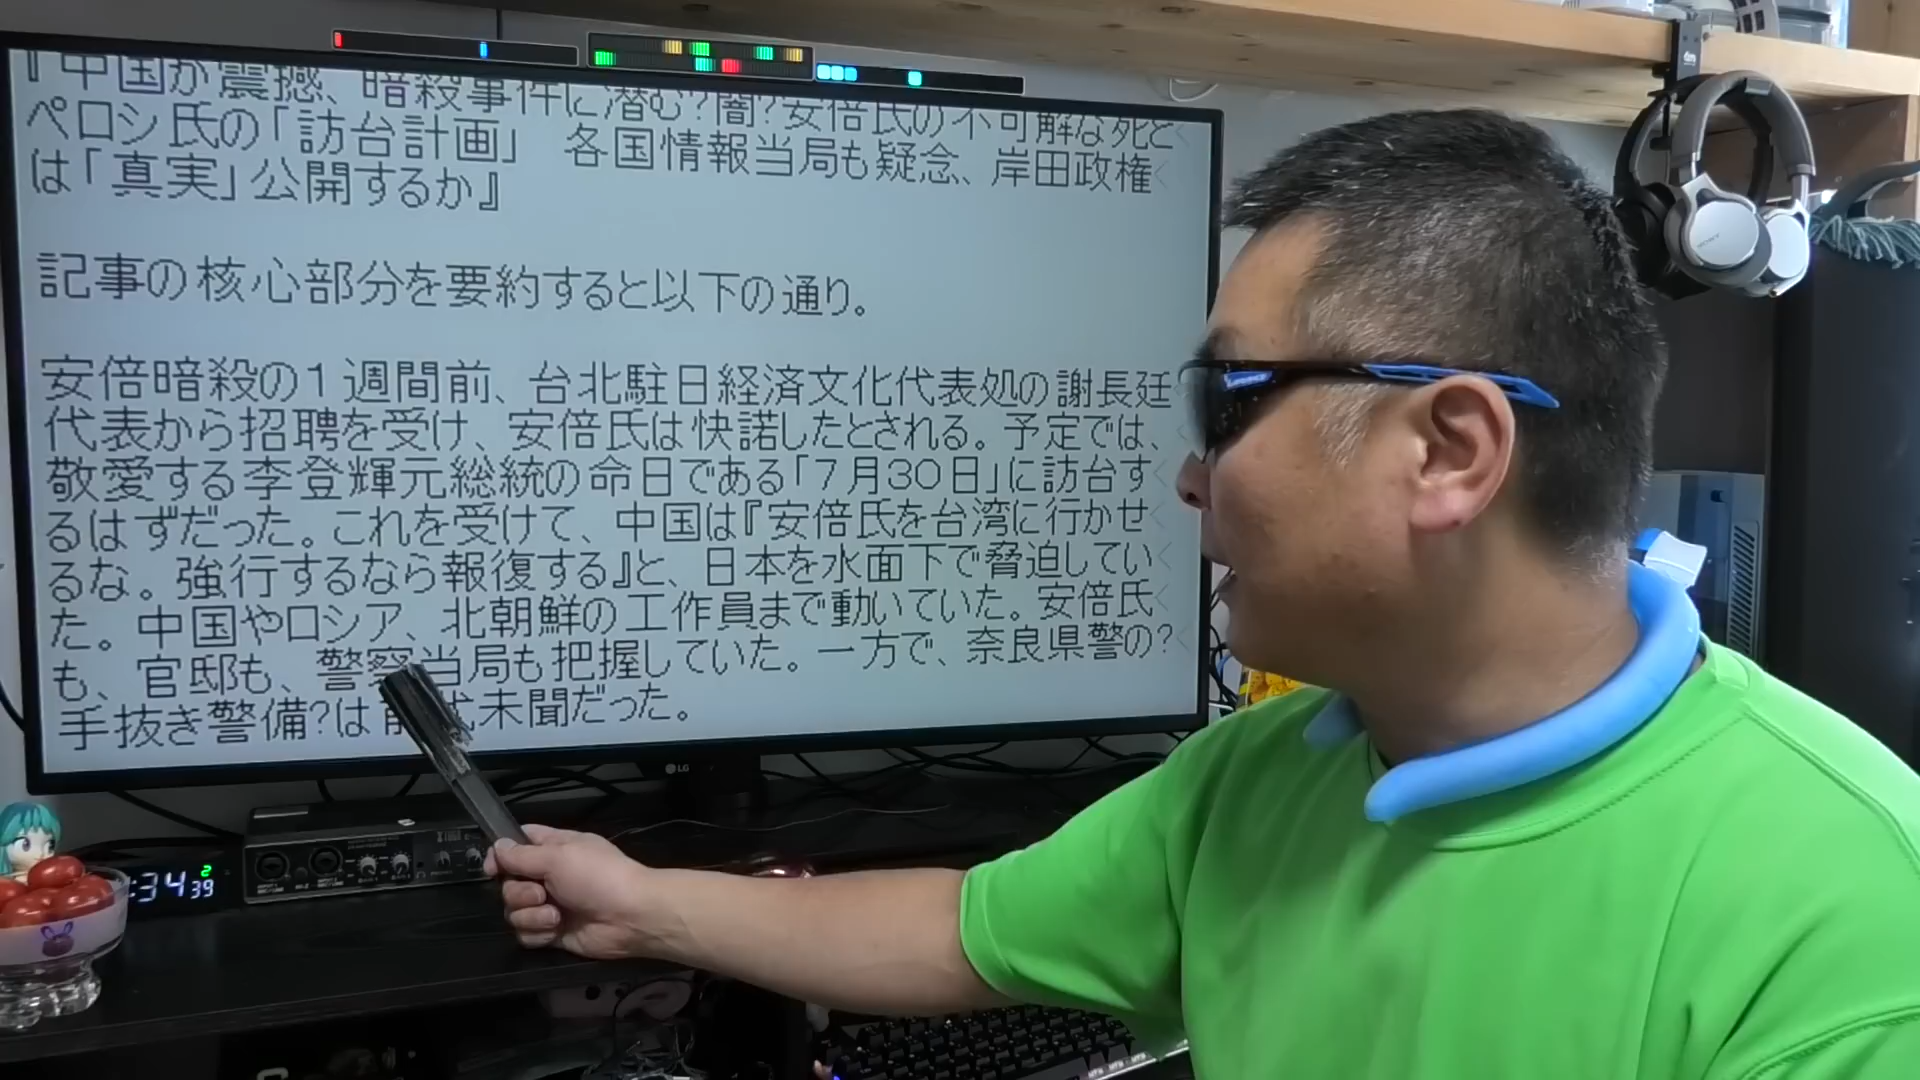 『中国が震撼、暗殺事件に潜む?闇?安倍氏の不可解な死と
ペロシ氏の「訪台計画」 各国情報当局も疑念、岸田政権
は「真実」公開するか』
記事の核心部分を要約すると以下の通り。
安倍暗殺の1週間前、台北駐日経済文化代表処の謝長廷
代表から招聘を受け、安倍氏は快諾したとされる。予定では、
敬愛する李登輝元総統の命日である「7月30日」に訪台す
るはずだった。これを受けて、中国は『安倍氏を台湾に行かせ
るな。強行するなら報復する』と、日本を水面下で脅迫してい
た。中国やロシア、北朝鮮の工作員まで動いていた。安倍氏
も、官邸も、警察当局も把握していた。一方で、奈良県警の?
手抜き警備?は前代未聞だった。
LG
:34 39
2
SONY